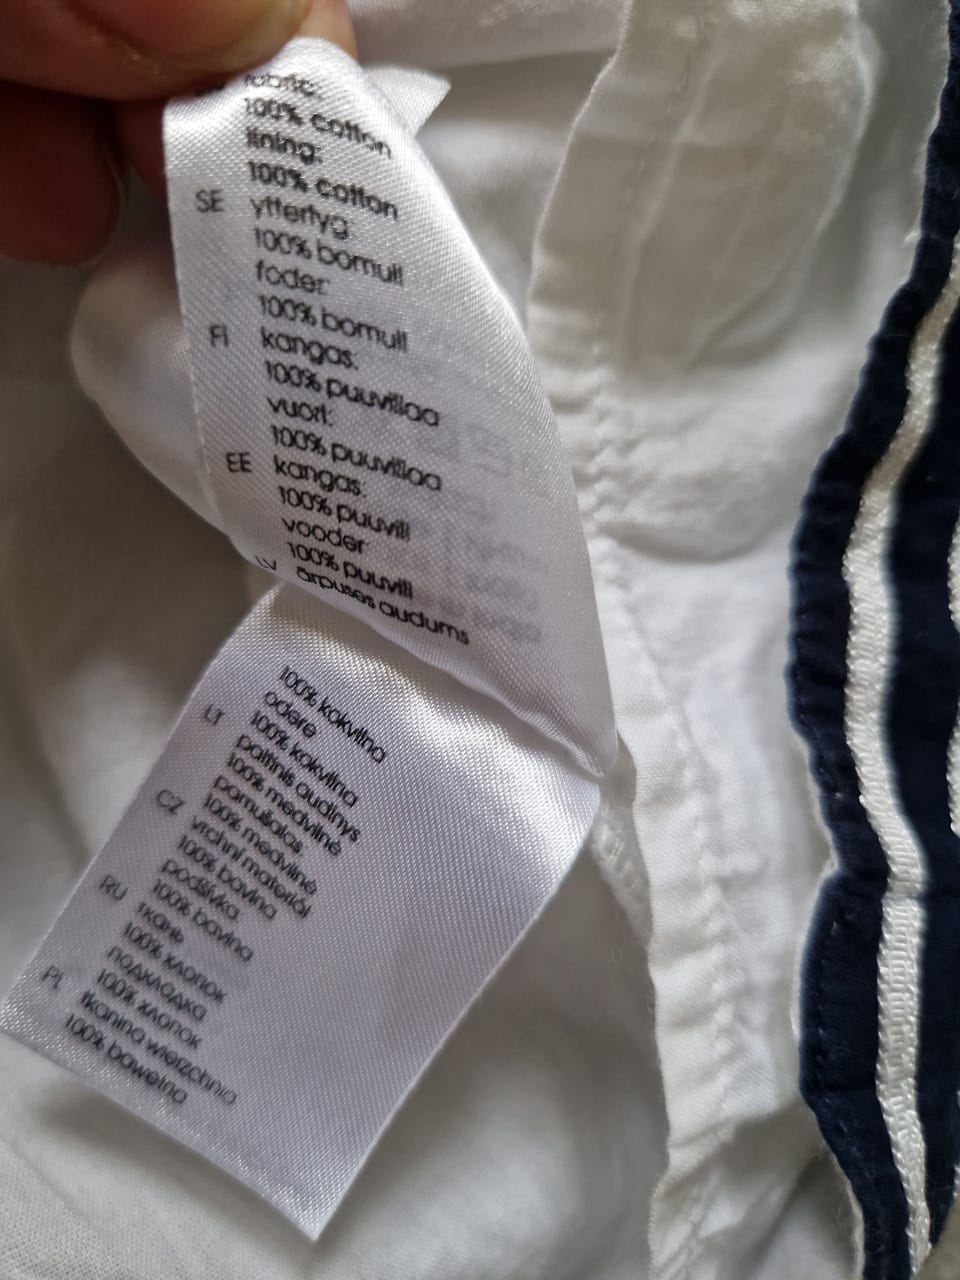 fabric:
100% cotton
lining:
100% cotton
SE yttertyg:
100% bomull
foder:
100% bomull
FI kangas:
100% puuvillaa
vuori:
100% puuvillaa
EE kangas:
100% puuvill
vooder
100% puuvill
LV ārpuses audums
100% kokvilna
odere
100% kokvilna
LT paltnis audinys
100% medvilnė
pamušalas
100% medvilnė
CZ vrchní materiál
100% bavlna
podšívka
100% bavlna
RU ткань
100% хлопок
подкладка
100% хлопок
PL tkanina wierzchnia
100% bawełna